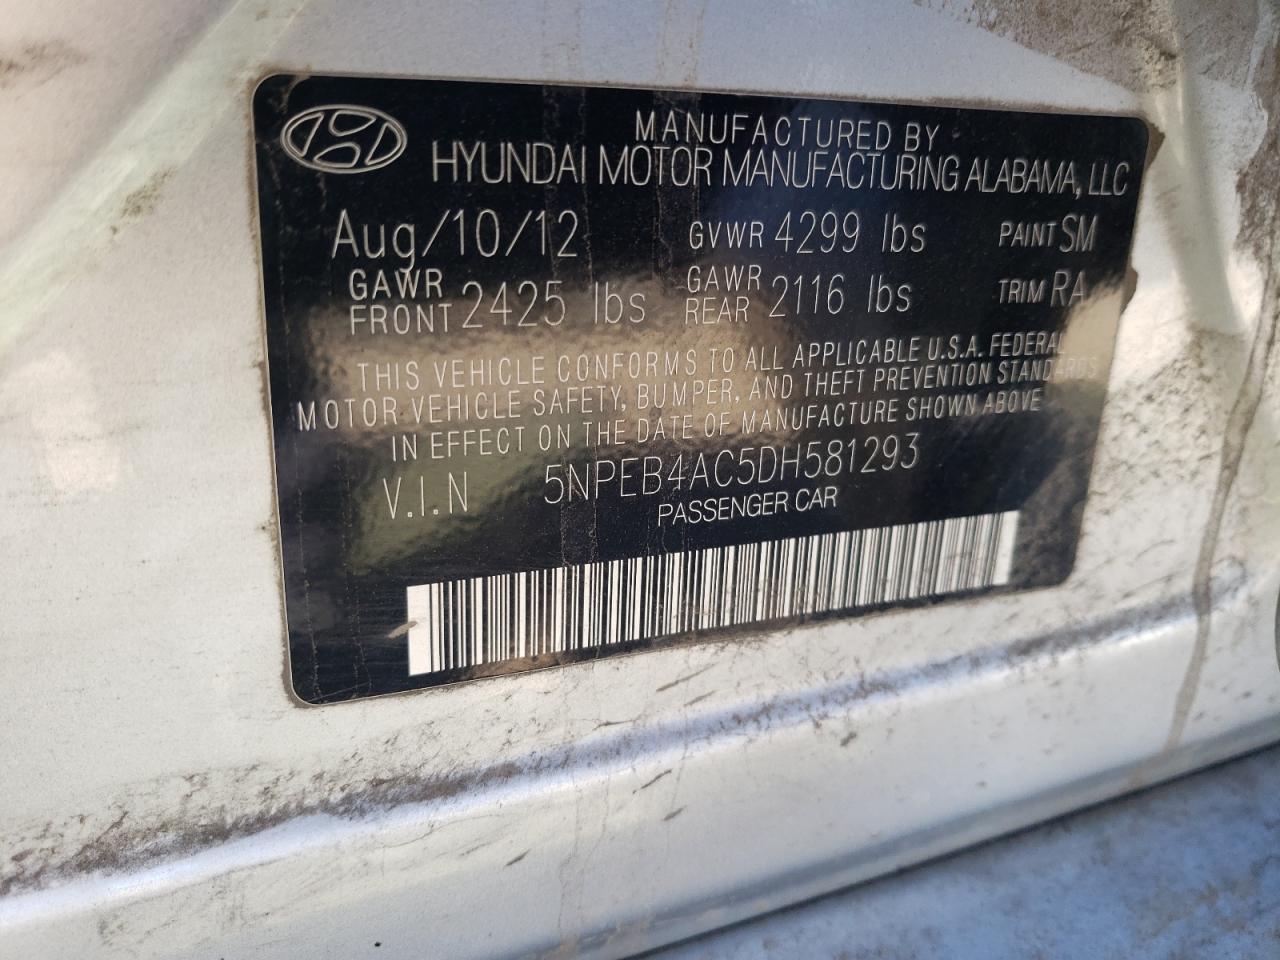 MANUFACTURED BY
HYUNDAI MOTOR MANUFACTURING ALABAMA, LLC
Aug/10/12 GVWR 4299 lbs PAINT SM
GAWR FRONT 2425 lbs GAWR REAR 2116 lbs TRIM RA
THIS VEHICLE CONFORMS TO ALL APPLICABLE U.S.A. FEDERAL
MOTOR VEHICLE SAFETY, BUMPER, AND THEFT PREVENTION STANDARDS
IN EFFECT ON THE DATE OF MANUFACTURE SHOWN ABOVE
V.I.N 5NPEB4AC5DH581293
PASSENGER CAR